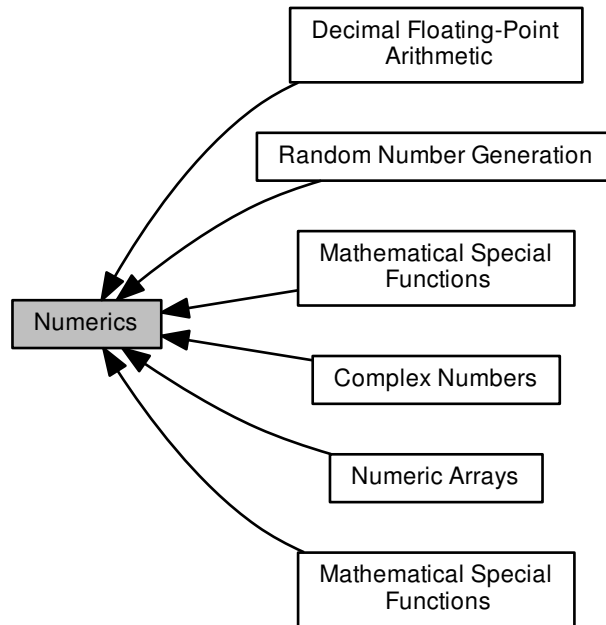 Decimal Floating-Point
Arithmetic
Random Number Generation
Mathematical Special
Functions
Numerics
Complex Numbers
Numeric Arrays
Mathematical Special
Functions